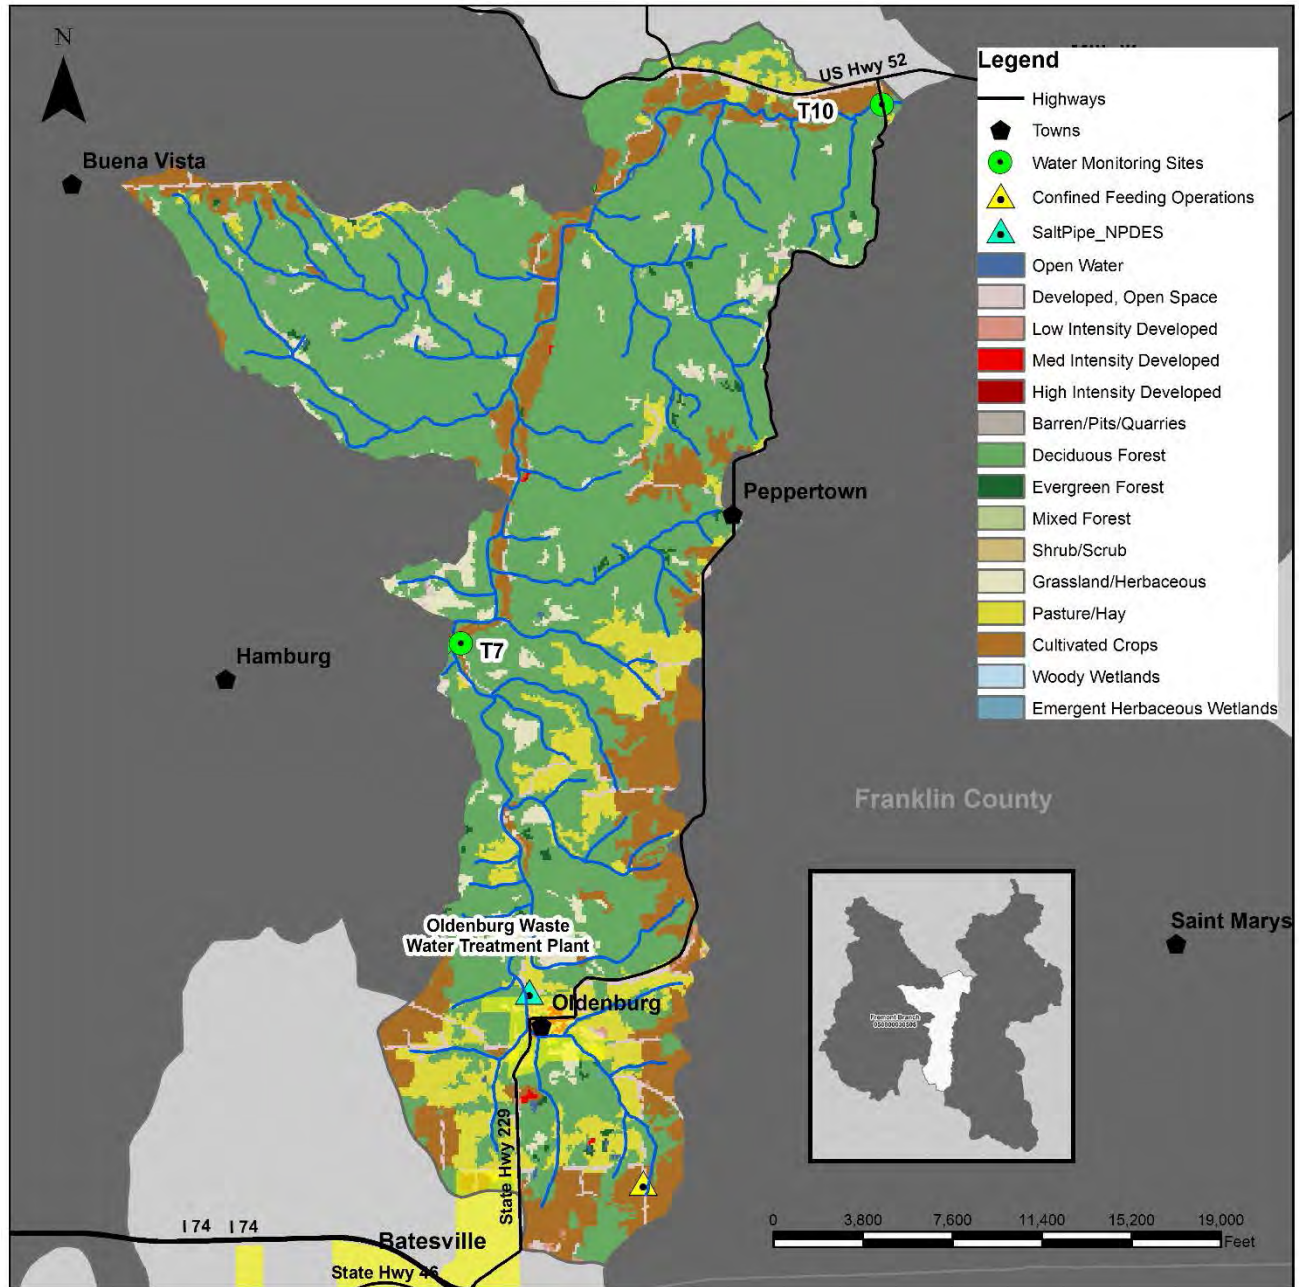 N
US Hwy 52
T10
Buena Vista
Peppertown
T7
Hamburg
Franklin County
Saint Marys
Oldenburg Waste
Water Treatment Plant
Oldenburg
State Hwy 229
I 74
I 74
Batesville
State Hwy 46
Legend
Highways
Towns
Water Monitoring Sites
Confined Feeding Operations
SaltPipe_NPDES
Open Water
Developed, Open Space
Low Intensity Developed
Med Intensity Developed
High Intensity Developed
Barren/Pits/Quarries
Deciduous Forest
Evergreen Forest
Mixed Forest
Shrub/Scrub
Grassland/Herbaceous
Pasture/Hay
Cultivated Crops
Woody Wetlands
Emergent Herbaceous Wetlands
0 3,800 7,600 11,400 15,200 19,000
Feet